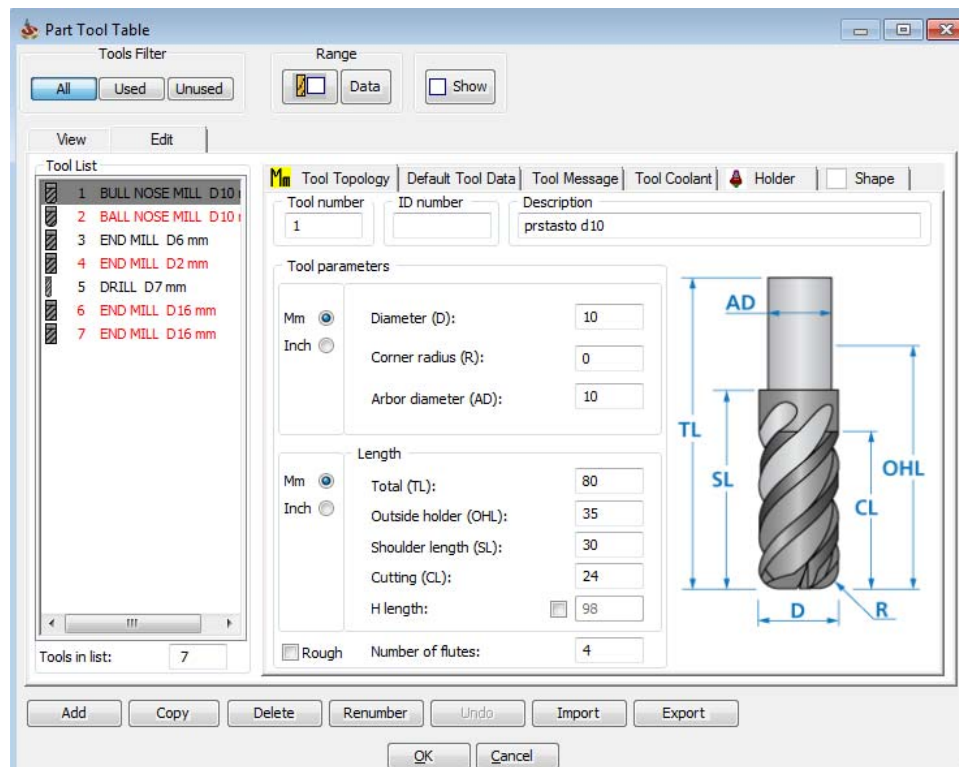 Part Tool Table
Tools Filter
All Used Unused
Range
Data
Show
View Edit
Tool List
1 BULL NOSE MILL D10
2 BALL NOSE MILL D10
3 END MILL D6 mm
4 END MILL D2 mm
5 DRILL D7 mm
6 END MILL D16 mm
7 END MILL D16 mm
Tools in list: 7
Mm Tool Topology Default Tool Data Tool Message Tool Coolant Holder Shape
Tool number ID number Description
1 prstasto d10
Tool parameters
Mm
Inch
Diameter (D): 10
Corner radius (R): 0
Arbor diameter (AD): 10
Length
Mm
Inch
Total (TL): 80
Outside holder (OHL): 35
Shoulder length (SL): 30
Cutting (CL): 24
H length: 98
Rough Number of flutes: 4
AD
TL
SL
OHL
CL
D
R
Add Copy Delete Renumber Undo Import Export
OK Cancel